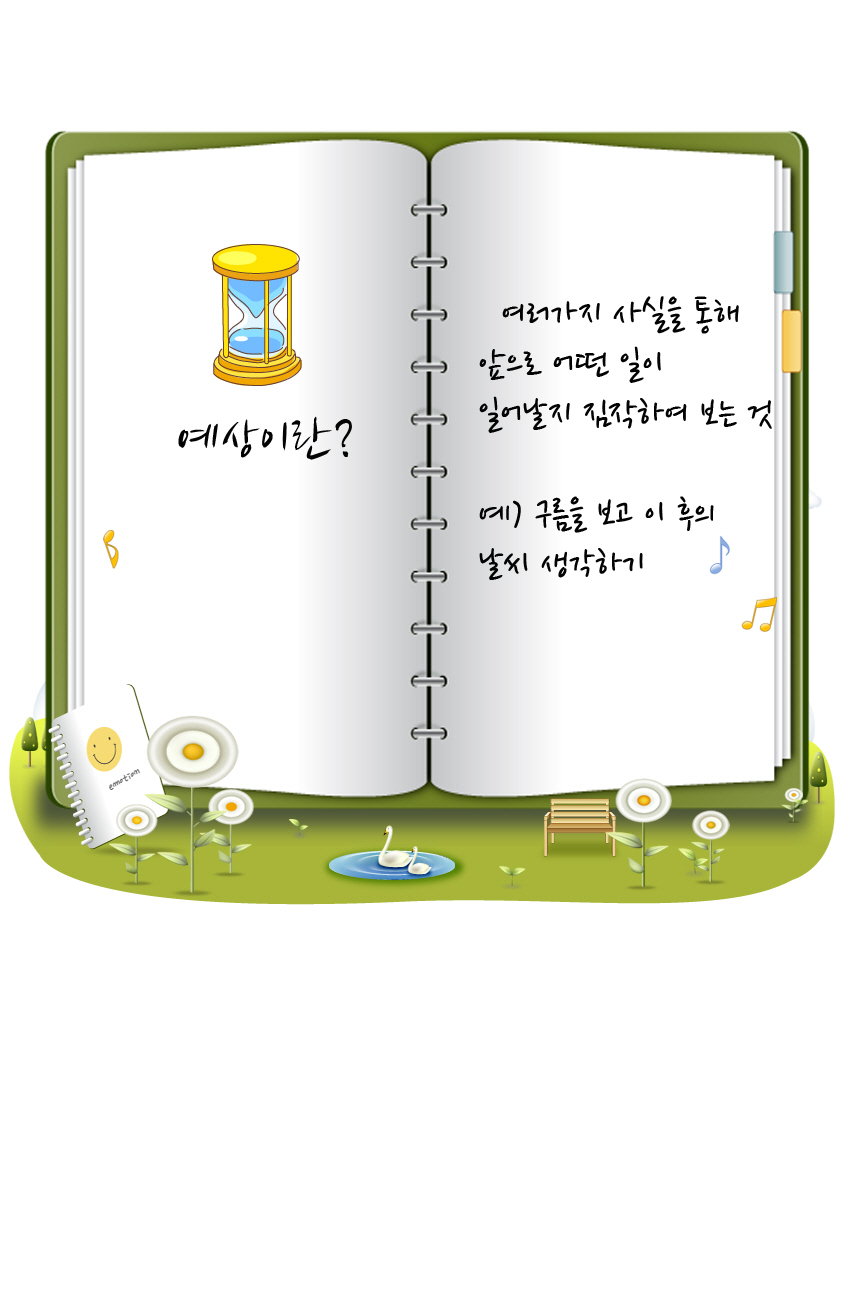 예상이란?
여러가지 사실을 통해
앞으로 어떤 일이
일어날지 짐작하여 보는 것
예) 구름을 보고 이 후의
날씨 생각하기
emotion